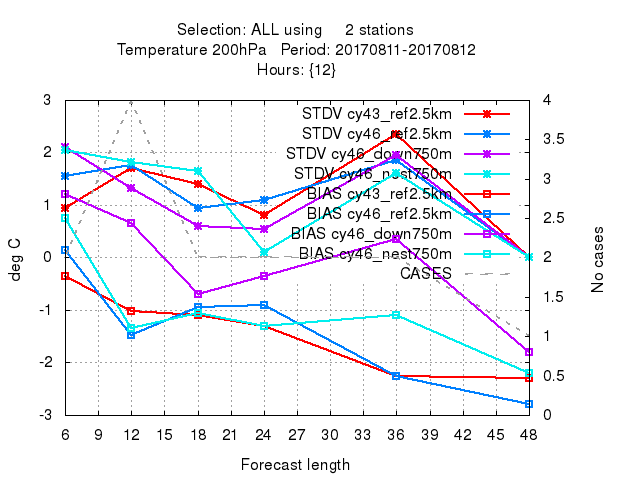 Selection: ALL using 2 stations
Temperature 200hPa Period: 20170811-20170812
Hours: {12}
STDV cy43_ref2.5km
STDV cy46_ref2.5km
STDV cy46_down750m
STDV cy46_nest750m
BIAS cy43_ref2.5km
BIAS cy46_ref2.5km
BIAS cy46_down750m
BIAS cy46_nest750m
CASES
deg C
3
2
1
0
-1
-2
-3
No cases
4
3.5
3
2.5
2
1.5
1
0.5
0
6 9 12 15 18 21 24 27 30 33 36 39 42 45 48
Forecast length